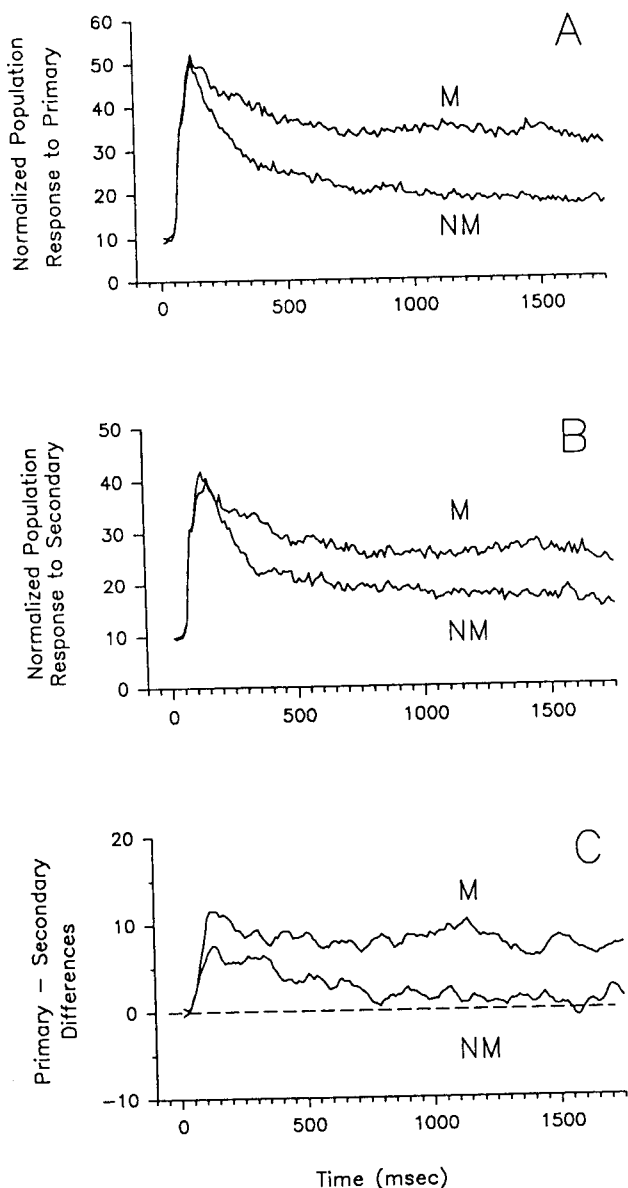 A
Normalized Population
Response to Primary
60
50
40
30
20
10
0
M
NM
0 500 1000 1500
B
Normalized Population
Response to Secondary
50
40
30
20
10
0
M
NM
0 500 1000 1500
C
Primary – Secondary
Differences
20
10
0
-10
M
NM
0 500 1000 1500
Time (msec)